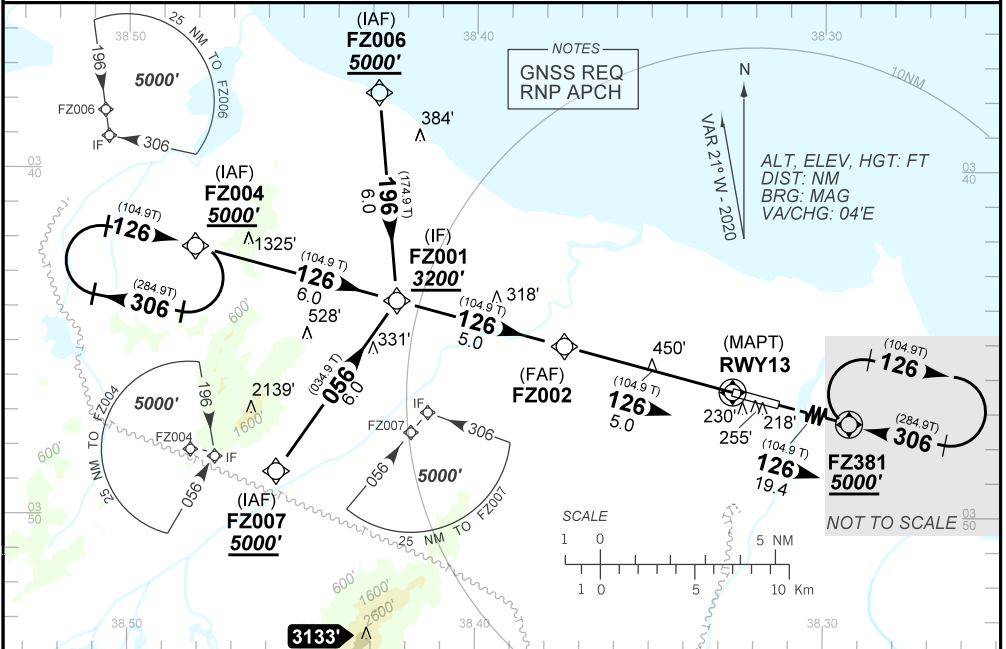 (IAF)
FZ006
5000'
38 50
38 40
38 30
25 NM TO FZ006
196
5000'
FZ006
IF
306
NOTES
GNSS REQ
RNP APCH
10NM
N
VAR 21° W - 2020
ALT, ELEV, HGT: FT
DIST: NM
BRG: MAG
VA/CHG: 04'E
384'
03
40
03
40
(IAF)
FZ004
5000'
(174.9 T)
196
6.0
(104.9T)
126
1325'
(IF)
FZ001
3200'
(104.9 T)
126
6.0
(284.9T)
306
600'
528'
318'
(104.9 T)
126
5.0
331'
(034.9 T)
056
6.0
450'
(MAPT)
RWY13
(FAF)
FZ002
(104.9 T)
126
5.0
230'
255'
218'
(104.9T)
126
(284.9T)
306
FZ381
5000'
NOT TO SCALE
(104.9 T)
126
19.4
2139'
1600'
25 NM TO FZ004
5000'
196
FZ004
IF
056
(IAF)
FZ007
5000'
IF
FZ007
306
056
5000'
25 NM TO FZ007
600'
03
50
03
50
SCALE
1 0 5 NM
1 0 5 10 Km
600'
1600'
2600'
3133'
38 50
38 40
38 30